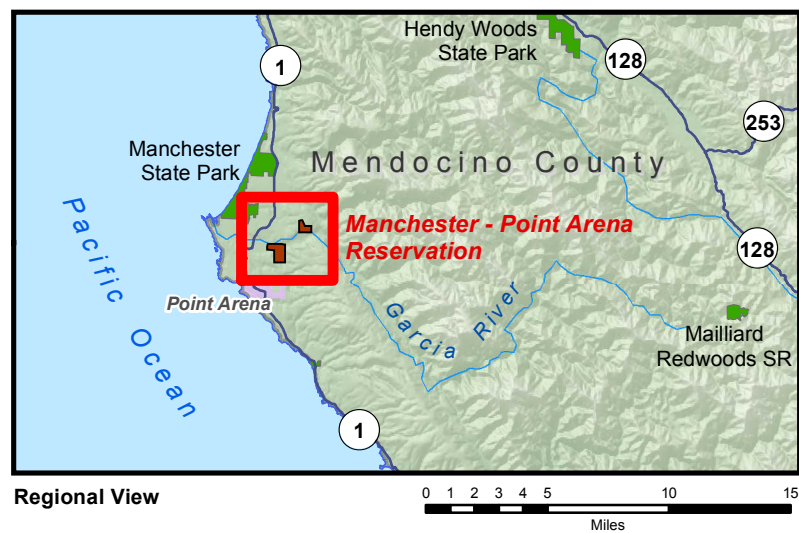 Hendy Woods
State Park
1
128
253
Manchester
State Park
Mendocino County
Pacific Ocean
Manchester - Point Arena
Reservation
128
Point Arena
Garcia River
Mailliard
Redwoods SR
1
Regional View
0 1 2 3 4 5 10 15
Miles